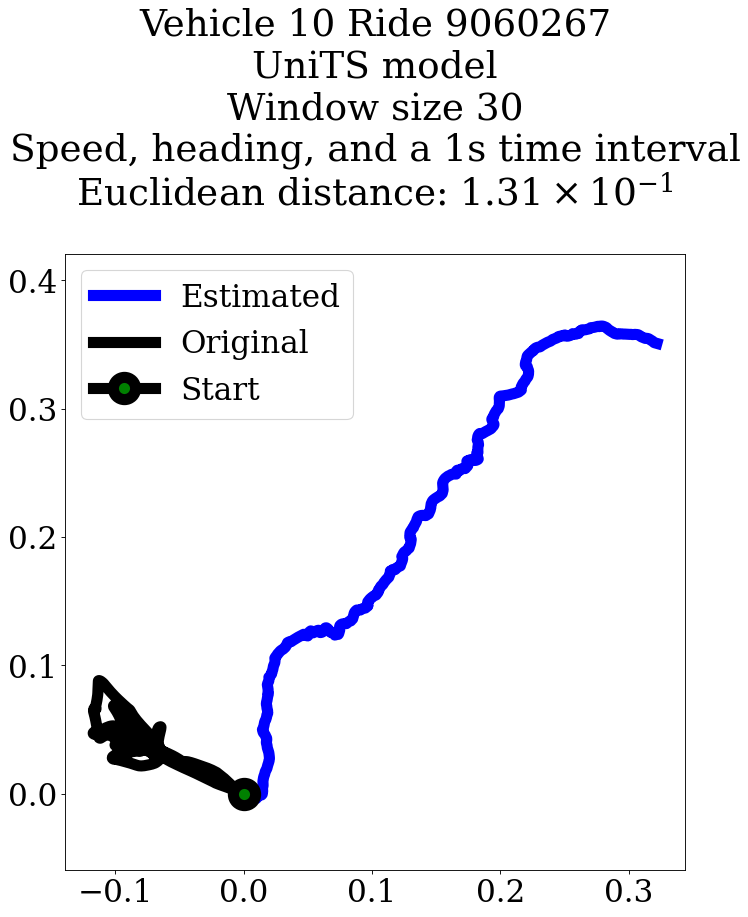 Vehicle 10 Ride 9060267
UniTS model
Window size 30
Speed, heading, and a 1s time interval
Euclidean distance: 1.31 × 10⁻¹
Estimated
Original
Start
0.4
0.3
0.2
0.1
0.0
−0.1 0.0 0.1 0.2 0.3